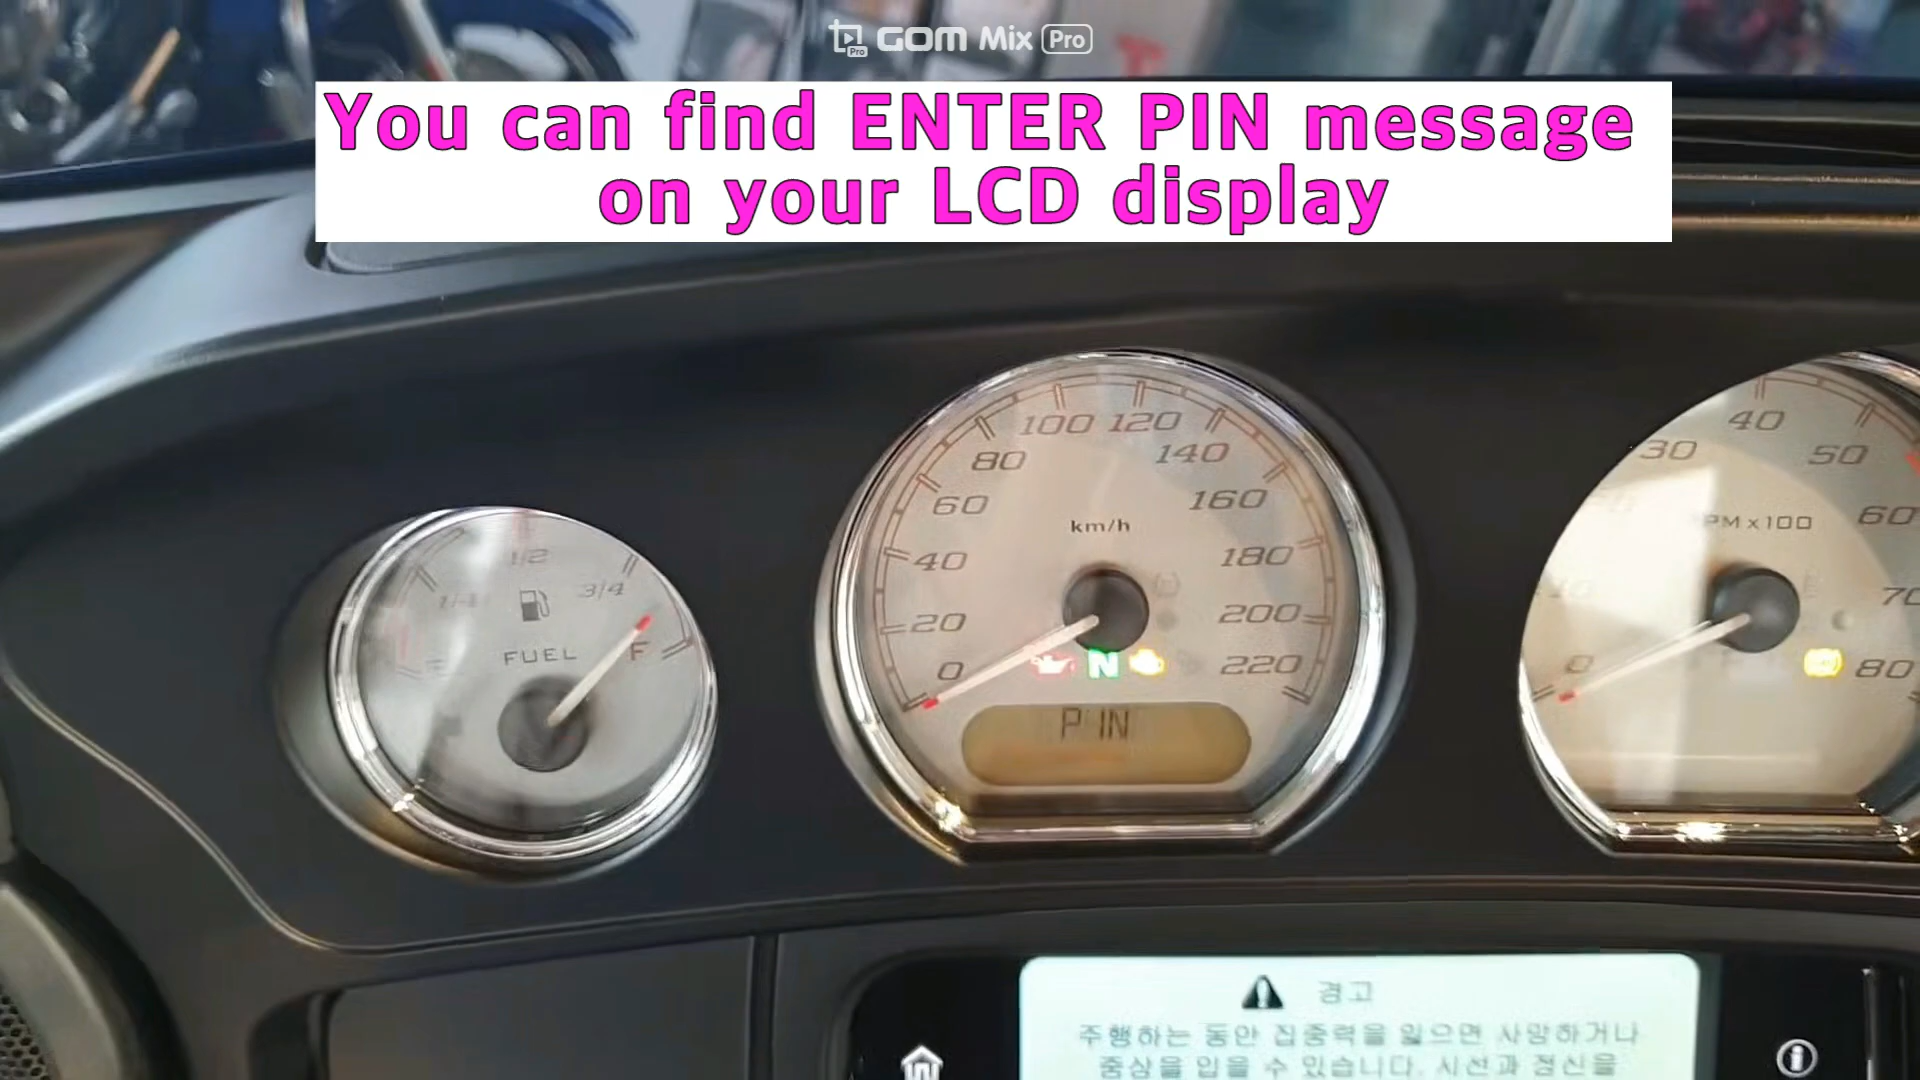 GOM Mix Pro
You can find ENTER PIN message
on your LCD display
1/4 1/2 3/4
FUEL F
0 20 40 60 80 100 120 140 160 180 200 220
km/h
N
PIN
0 30 40 50 60 70 80
PMx100
경고
주행하는 동안 집중력을 잃으면 사망하거나
중상을 입을 수 있습니다. 시선과 정신을